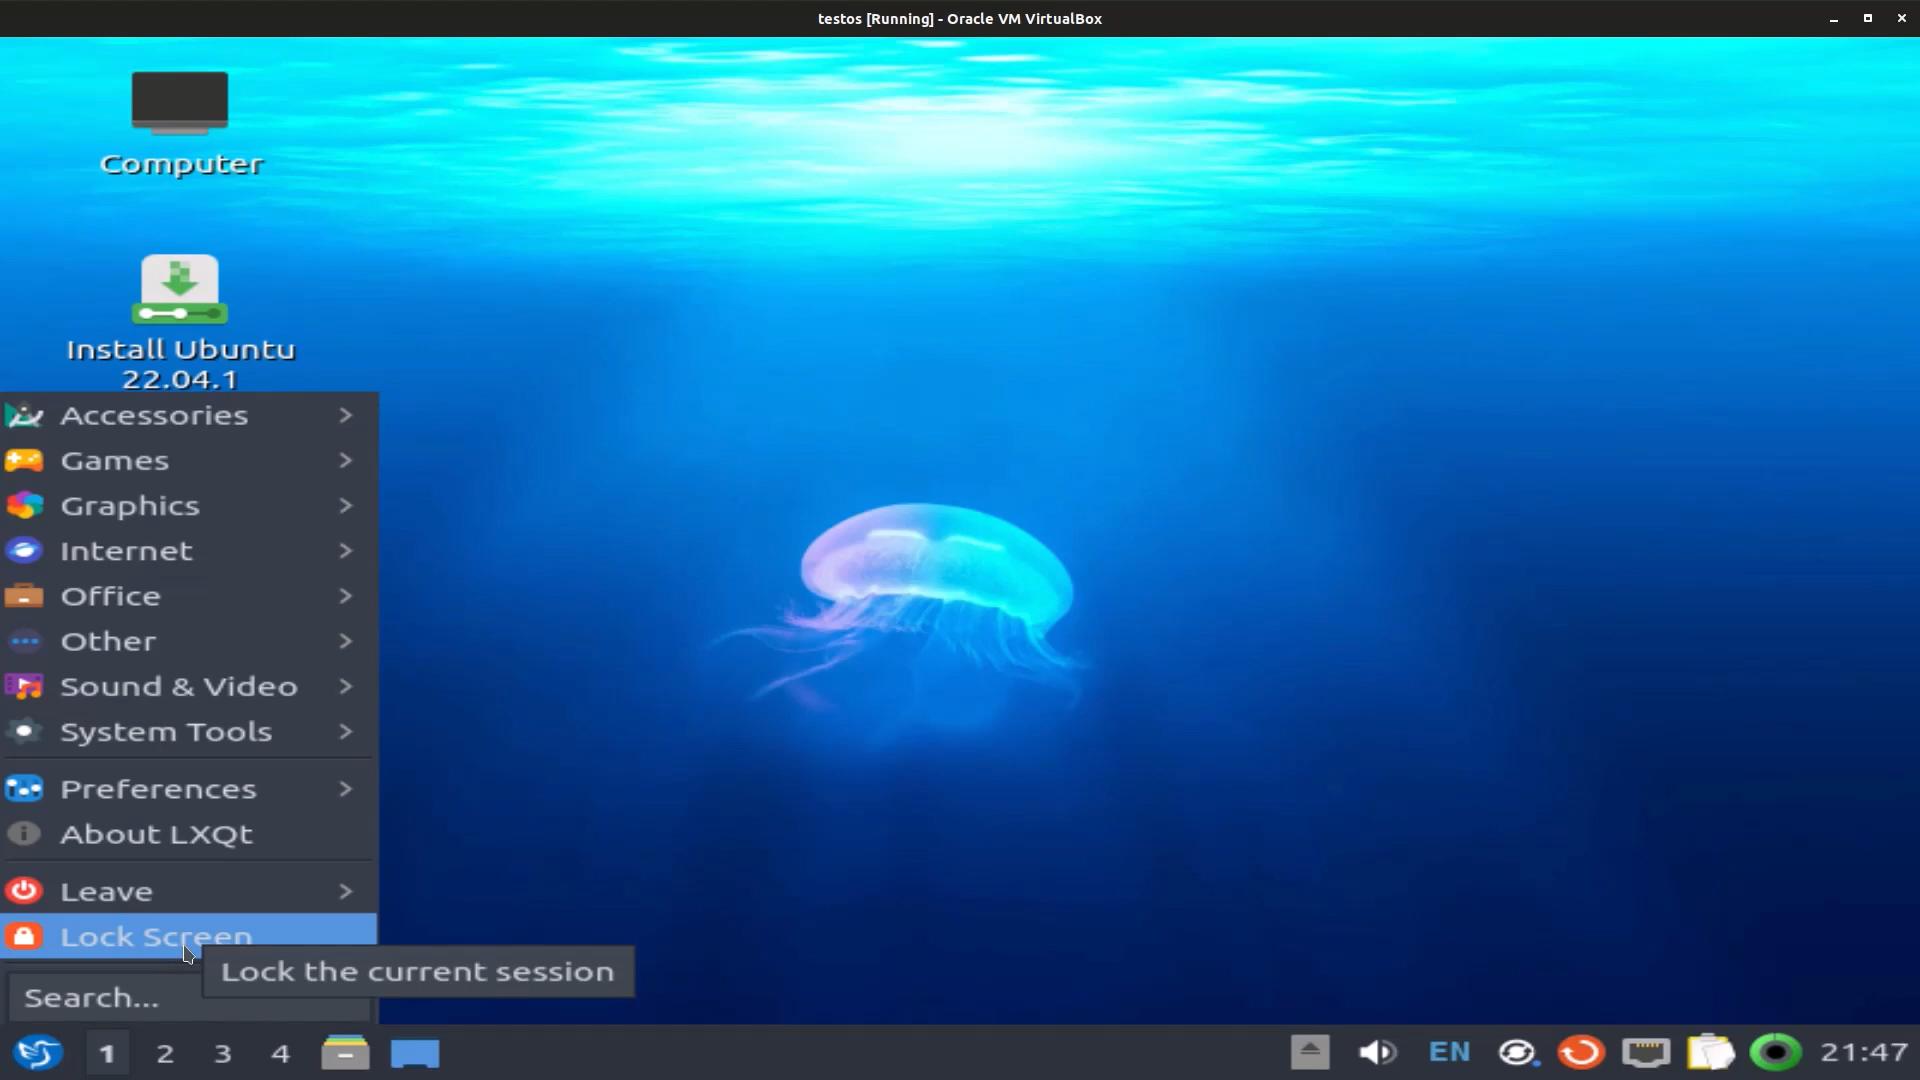 testos [Running] - Oracle VM VirtualBox
Computer
Install Ubuntu
22.04.1
Accessories
Games
Graphics
Internet
Office
Other
Sound & Video
System Tools
Preferences
About LXQt
Leave
Lock Screen
Lock the current session
Search...
1 2 3 4 EN 21:47